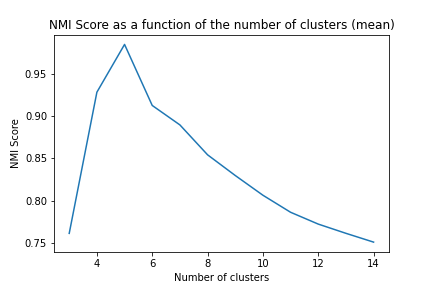 NMI Score as a function of the number of clusters (mean)
0.95
0.90
0.85
0.80
0.75
NMI Score
4 6 8 10 12 14
Number of clusters